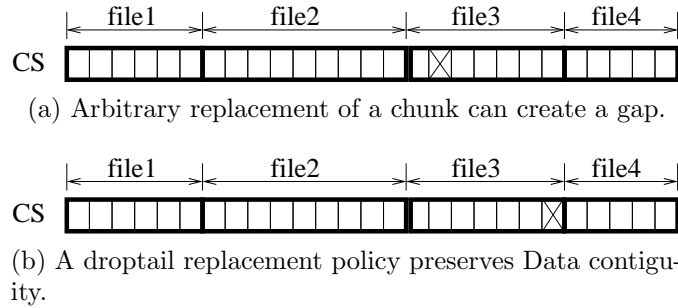 file1 file2 file3 file4
CS
(a) Arbitrary replacement of a chunk can create a gap.
file1 file2 file3 file4
CS
(b) A droptail replacement policy preserves Data contigu-
ity.